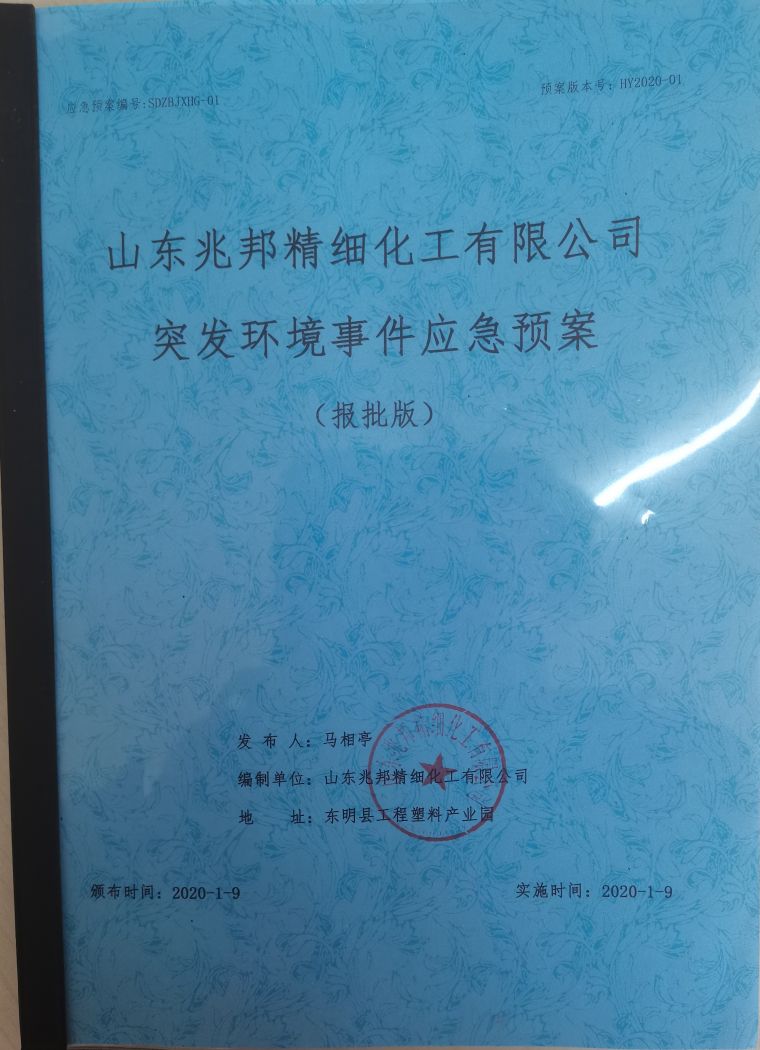 应急预案编号:SDZBJXHG-01
预案版本号：HY2020-01
山东兆邦精细化工有限公司
突发环境事件应急预案
（报批版）
发 布 人：马相亭
编制单位：山东兆邦精细化工有限公司
地 址：东明县工程塑料产业园
颁布时间：2020-1-9
实施时间：2020-1-9